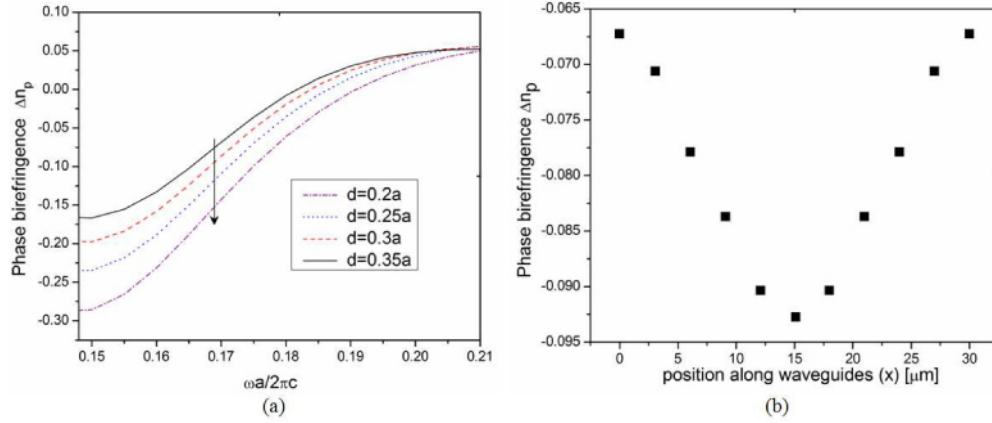 0.10
0.05
0.00
-0.05
-0.10
-0.15
-0.20
-0.25
-0.30
Phase birefringence Δnp
d=0.2a
d=0.25a
d=0.3a
d=0.35a
0.15 0.16 0.17 0.18 0.19 0.20 0.21
ωa/2πc
(a)
-0.065
-0.070
-0.075
-0.080
-0.085
-0.090
-0.095
Phase birefringence Δnp
0 5 10 15 20 25 30
position along waveguides (x) [μm]
(b)